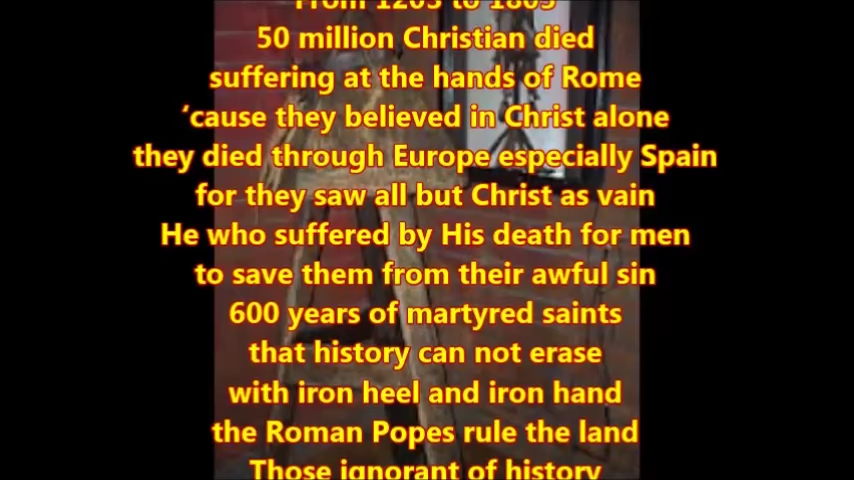 From 1203 to 1805
50 million Christian died
suffering at the hands of Rome
‘cause they believed in Christ alone
they died through Europe especially Spain
for they saw all but Christ as vain
He who suffered by His death for men
to save them from their awful sin
600 years of martyred saints
that history can not erase
with iron heel and iron hand
the Roman Popes rule the land
Those ignorant of history